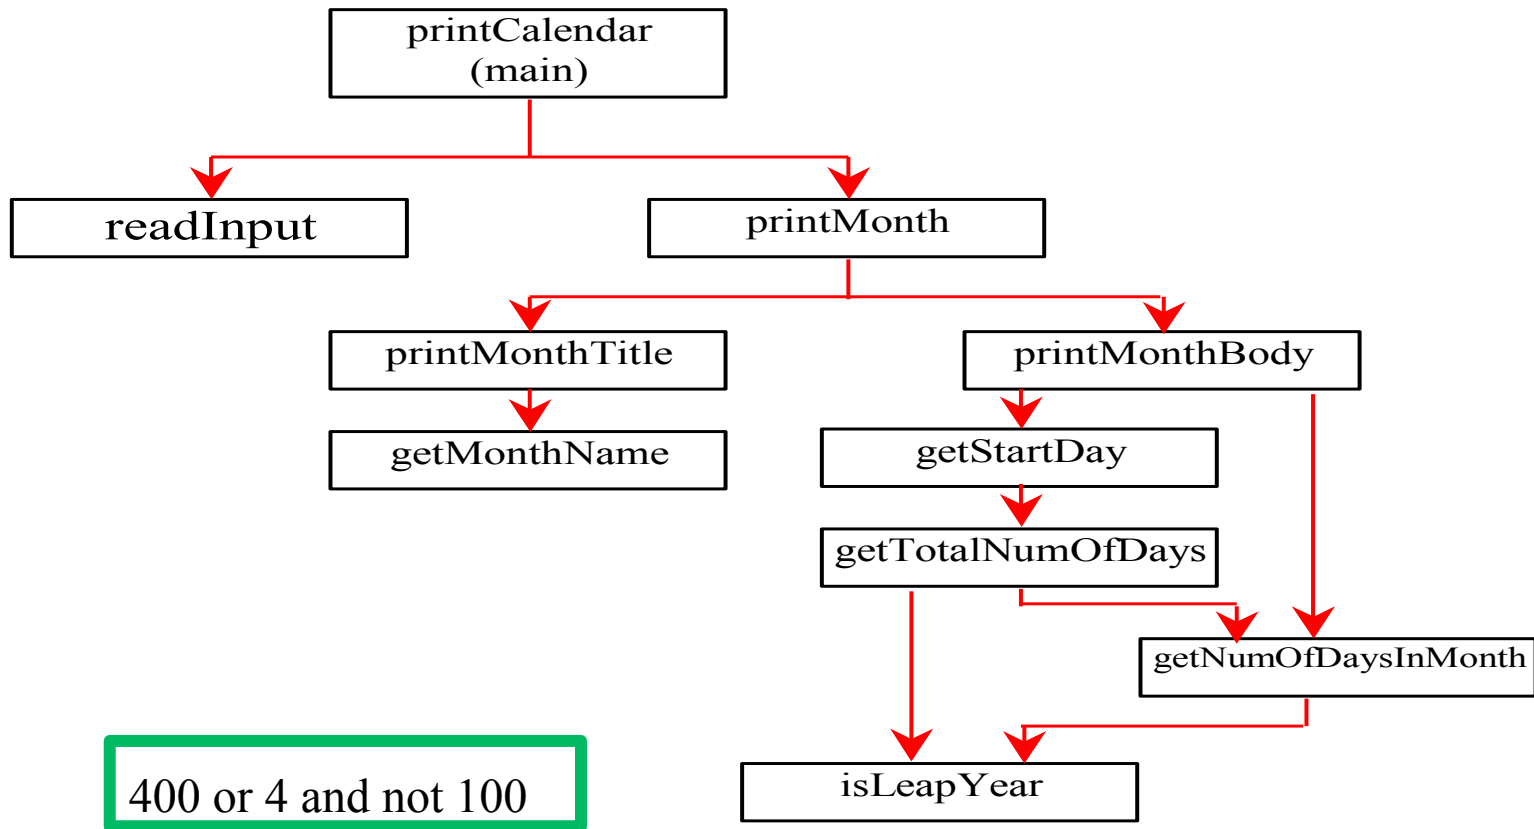 printCalendar
(main)
readInput
printMonth
printMonthTitle
printMonthBody
getMonthName
getStartDay
getTotalNumOfDays
getNumOfDaysInMonth
isLeapYear
400 or 4 and not 100